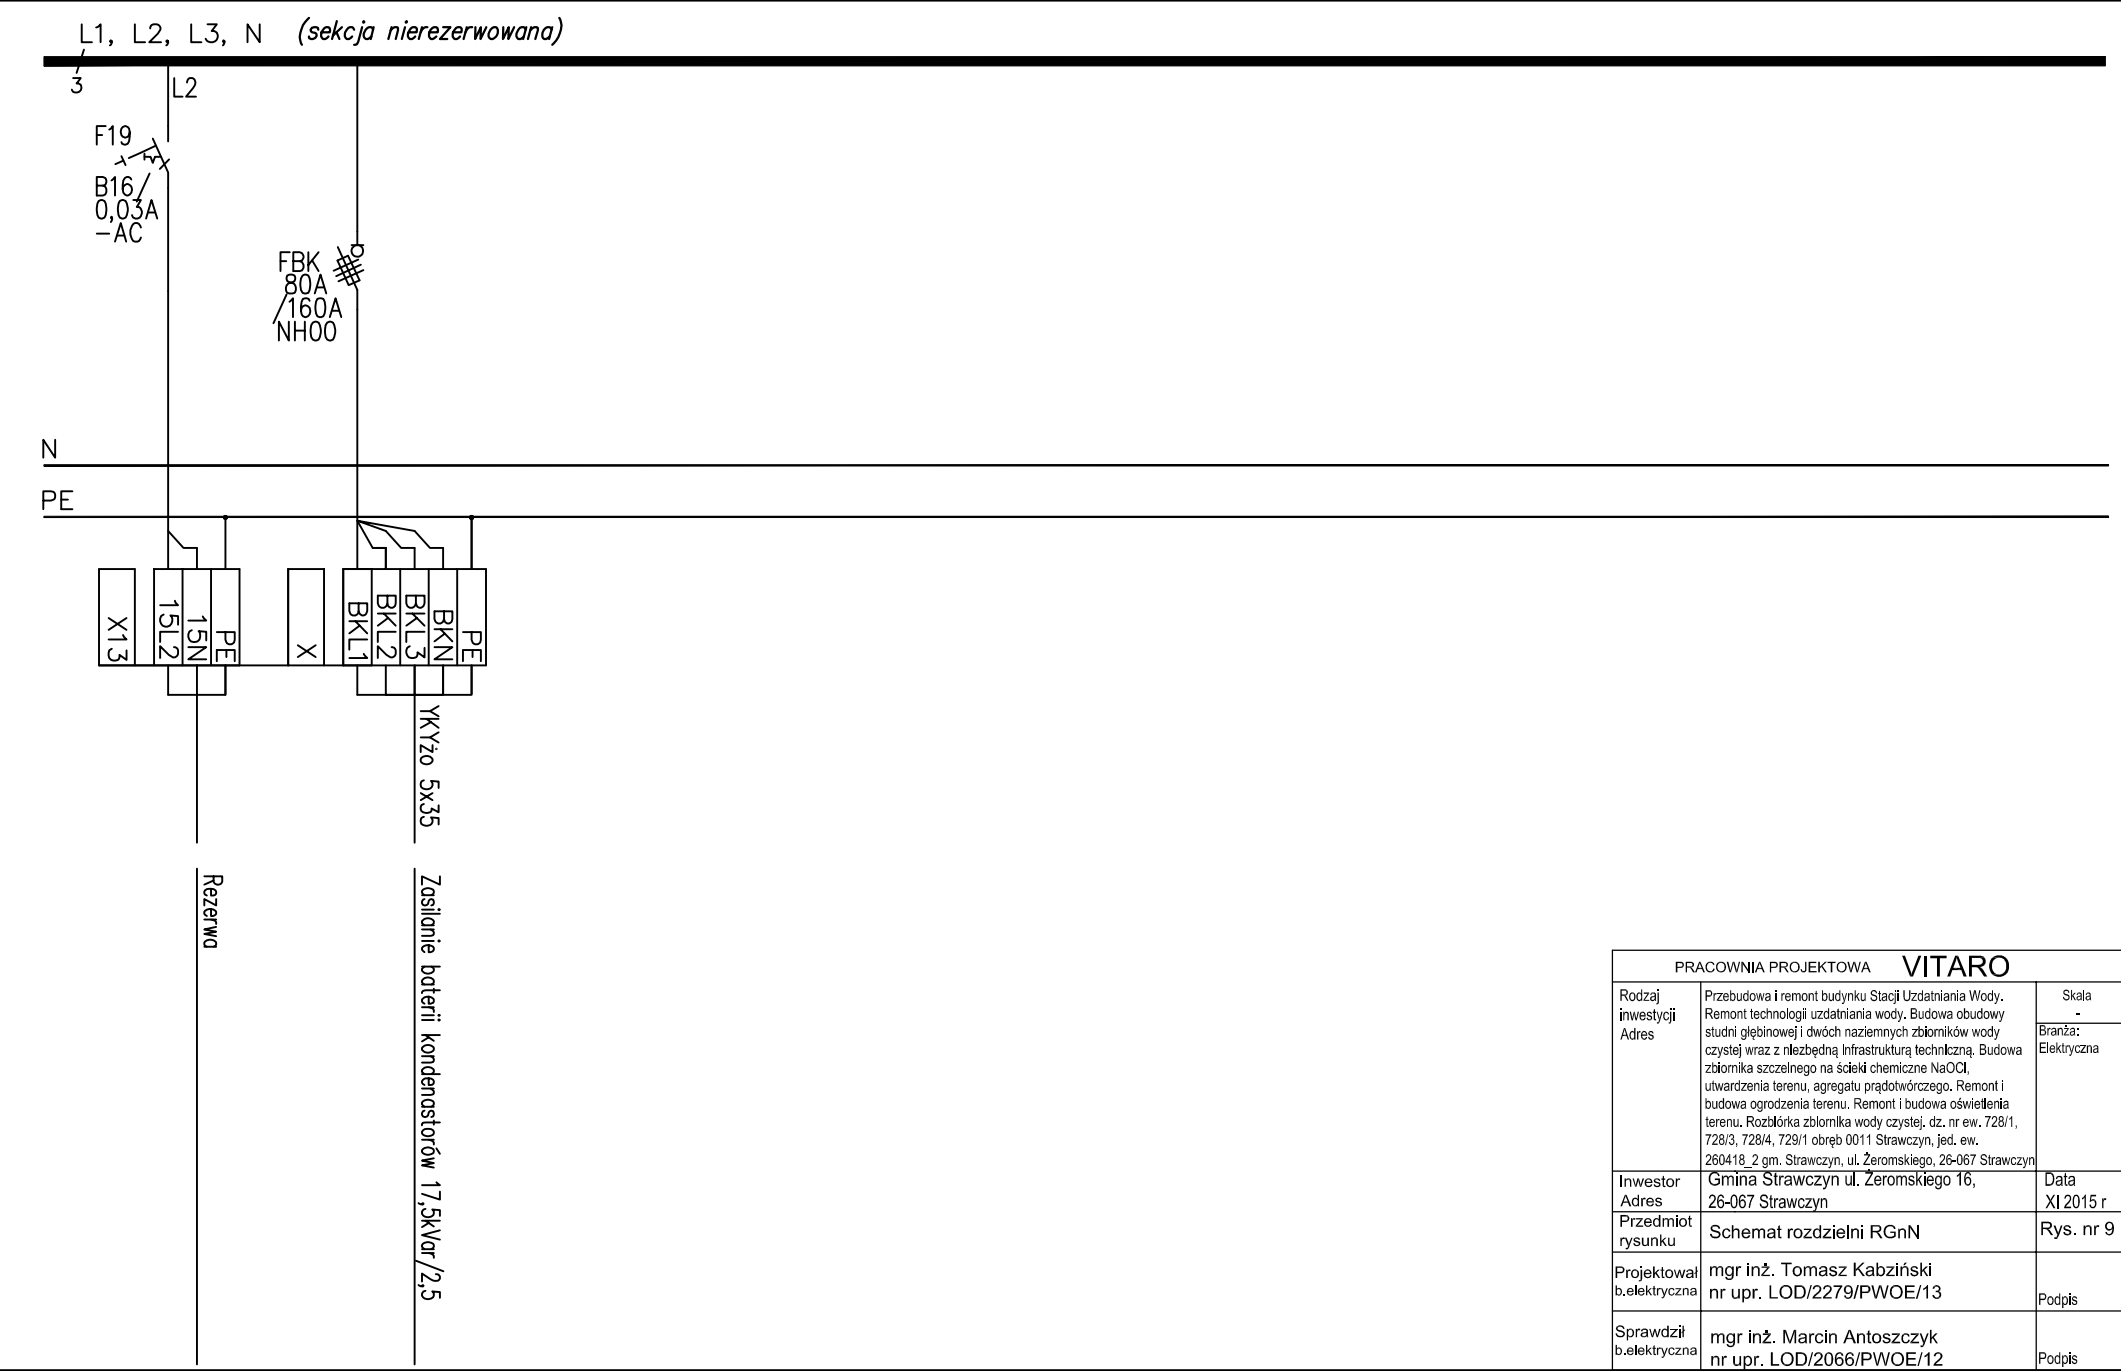 L1, L2, L3, N (sekcja nierezerwowana)
3
L2
F19
B16/
0,03A
-AC
FBK
80A
/160A
NH00
N
PE
X13
15L2
15N
PE
X
BKL1
BKL2
BKL3
BKN
PE
YKYżo 5x35
Rezerwa
Zasilanie baterii kondenastorów 17,5kVar/2,5
PRACOWNIA PROJEKTOWA VITARO
Rodzaj
inwestycji
Adres
Przebudowa i remont budynku Stacji Uzdatniania Wody.
Remont technologii uzdatniania wody. Budowa obudowy
studni głębinowej i dwóch naziemnych zbiorników wody
czystej wraz z niezbędną infrastrukturą techniczną. Budowa
zbiornika szczelnego na ścieki chemiczne NaOCl,
utwardzenia terenu, agregatu prądotwórczego. Remont i
budowa ogrodzenia terenu. Remont i budowa oświetlenia
terenu. Rozbiórka zbiornika wody czystej. dz. nr ew. 728/1,
728/3, 728/4, 729/1 obręb 0011 Strawczyn, jed. ew.
260418_2 gm. Strawczyn, ul. Żeromskiego, 26-067 Strawczyn
Skala
-
Branża:
Elektryczna
Inwestor
Adres
Gmina Strawczyn ul. Żeromskiego 16,
26-067 Strawczyn
Data
XI 2015 r
Przedmiot
rysunku
Schemat rozdzielni RGnN
Rys. nr 9
Projektował
b.elektryczna
mgr inż. Tomasz Kabziński
nr upr. LOD/2279/PWOE/13
Podpis
Sprawdził
b.elektryczna
mgr inż. Marcin Antoszczyk
nr upr. LOD/2066/PWOE/12
Podpis